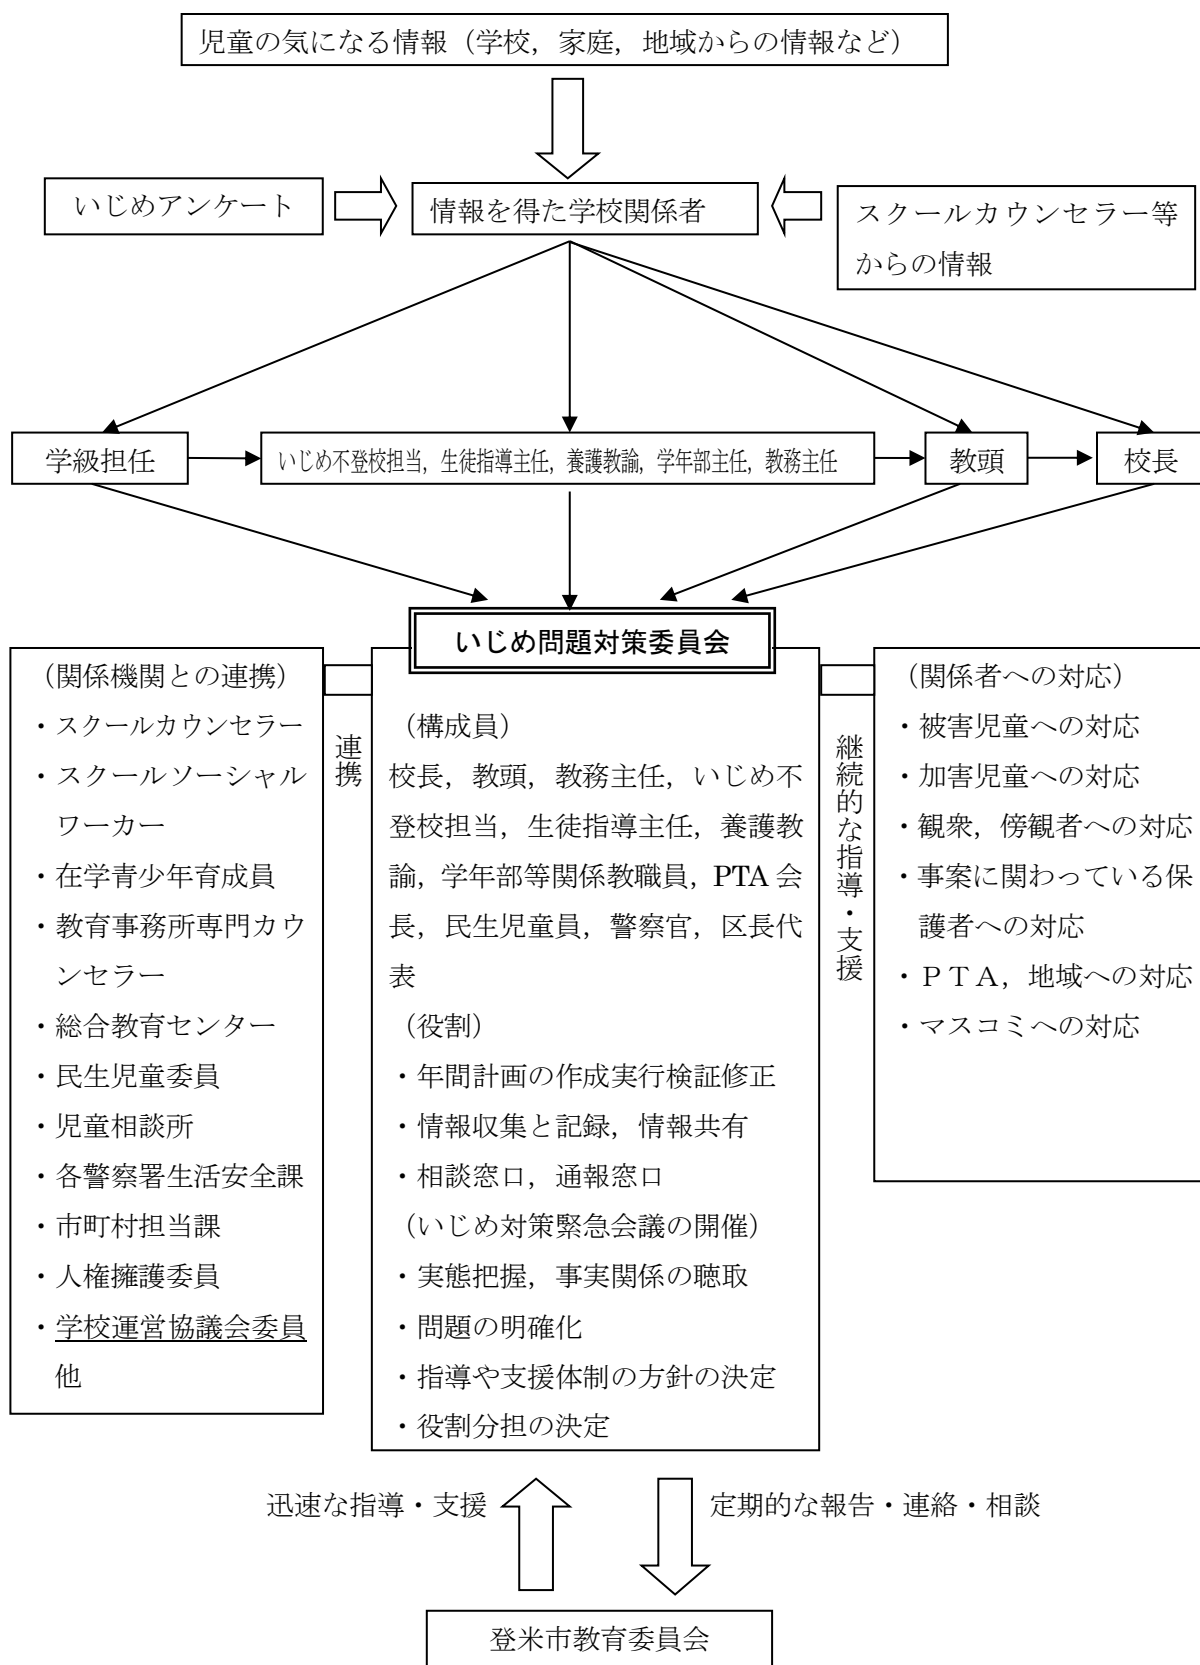 児童の気になる情報（学校，家庭，地域からの情報など）
いじめアンケート
情報を得た学校関係者
スクールカウンセラー等
からの情報
学級担任
いじめ不登校担当，生徒指導主任，養護教諭，学年部主任，教務主任
教頭
校長
いじめ問題対策委員会
（関係機関との連携）
・スクールカウンセラー
・スクールソーシャル
ワーカー
・在学青少年育成員
・教育事務所専門カウ
ンセラー
・総合教育センター
・民生児童委員
・児童相談所
・各警察署生活安全課
・市町村担当課
・人権擁護委員
・学校運営協議会委員
他
連携
（構成員）
校長，教頭，教務主任，いじめ不
登校担当，生徒指導主任，養護教
諭，学年部等関係教職員，PTA 会
長，民生児童員，警察官，区長代
表
（役割）
・年間計画の作成実行検証修正
・情報収集と記録，情報共有
・相談窓口，通報窓口
（いじめ対策緊急会議の開催）
・実態把握，事実関係の聴取
・問題の明確化
・指導や支援体制の方針の決定
・役割分担の決定
継続的な指導・支援
（関係者への対応）
・被害児童への対応
・加害児童への対応
・観衆，傍観者への対応
・事案に関わっている保
護者への対応
・ＰＴＡ，地域への対応
・マスコミへの対応
迅速な指導・支援
定期的な報告・連絡・相談
登米市教育委員会